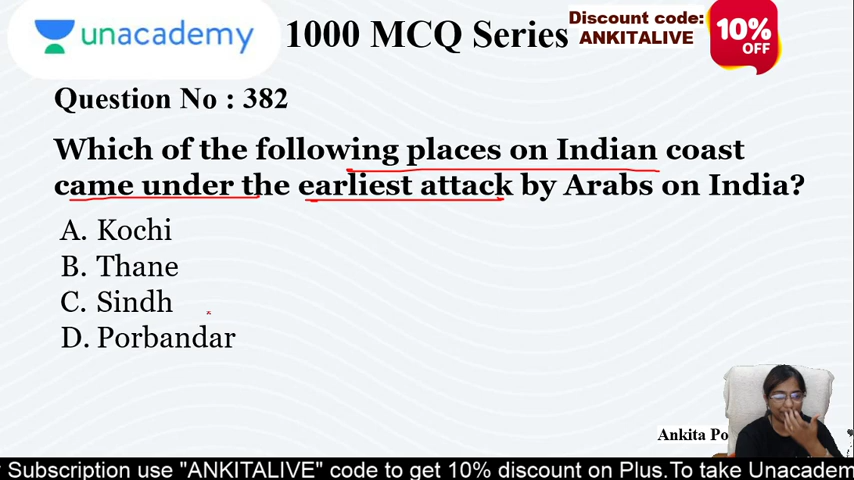 unacademy
1000 MCQ Series
Discount code:
ANKITALIVE
10%
OFF
Question No : 382
Which of the following places on Indian coast
came under the earliest attack by Arabs on India?
A. Kochi
B. Thane
C. Sindh
D. Porbandar
Ankita Po
Subscription use "ANKITALIVE" code to get 10% discount on Plus.To take Unacadem